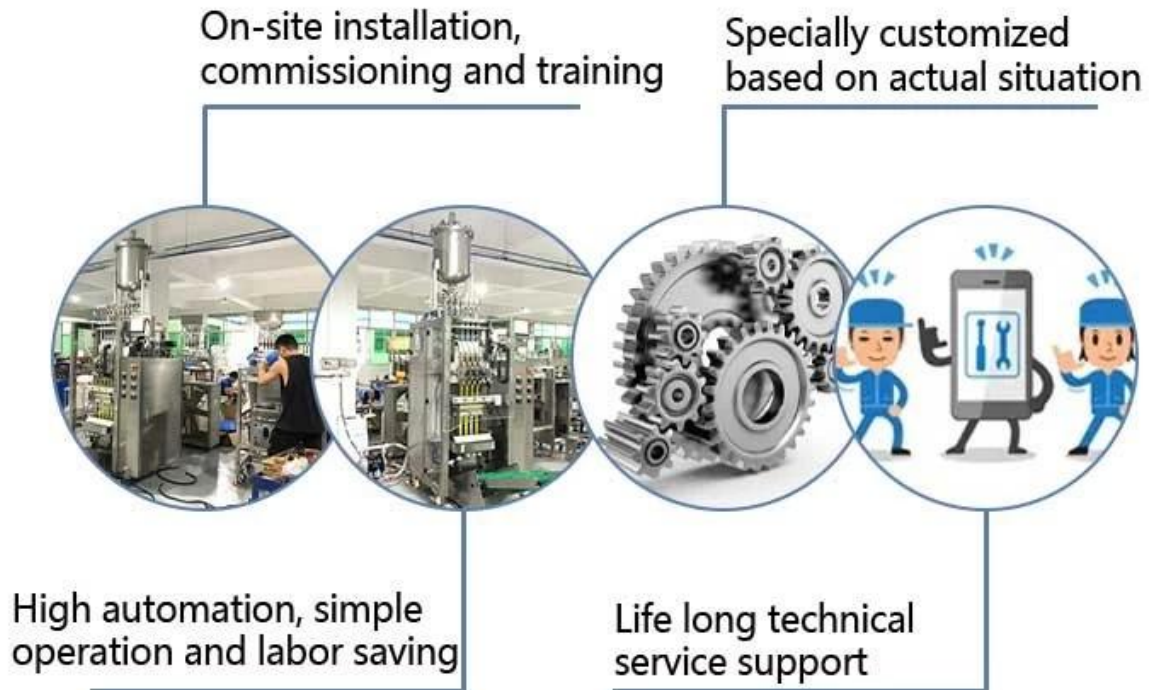 On-site installation,
commissioning and training
Specially customized
based on actual situation
High automation, simple
operation and labor saving
Life long technical
service support